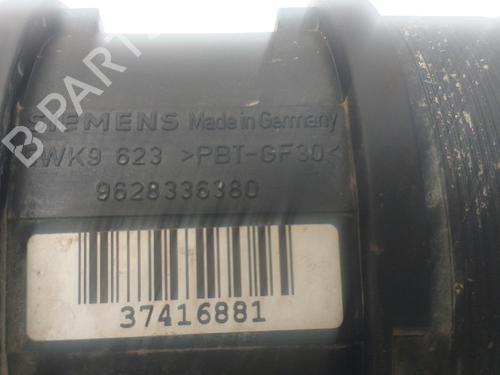 B-PARTS
SIEMENS Made in Germany
5WK9 623 >PBT-GF30<
9628336380
37416881